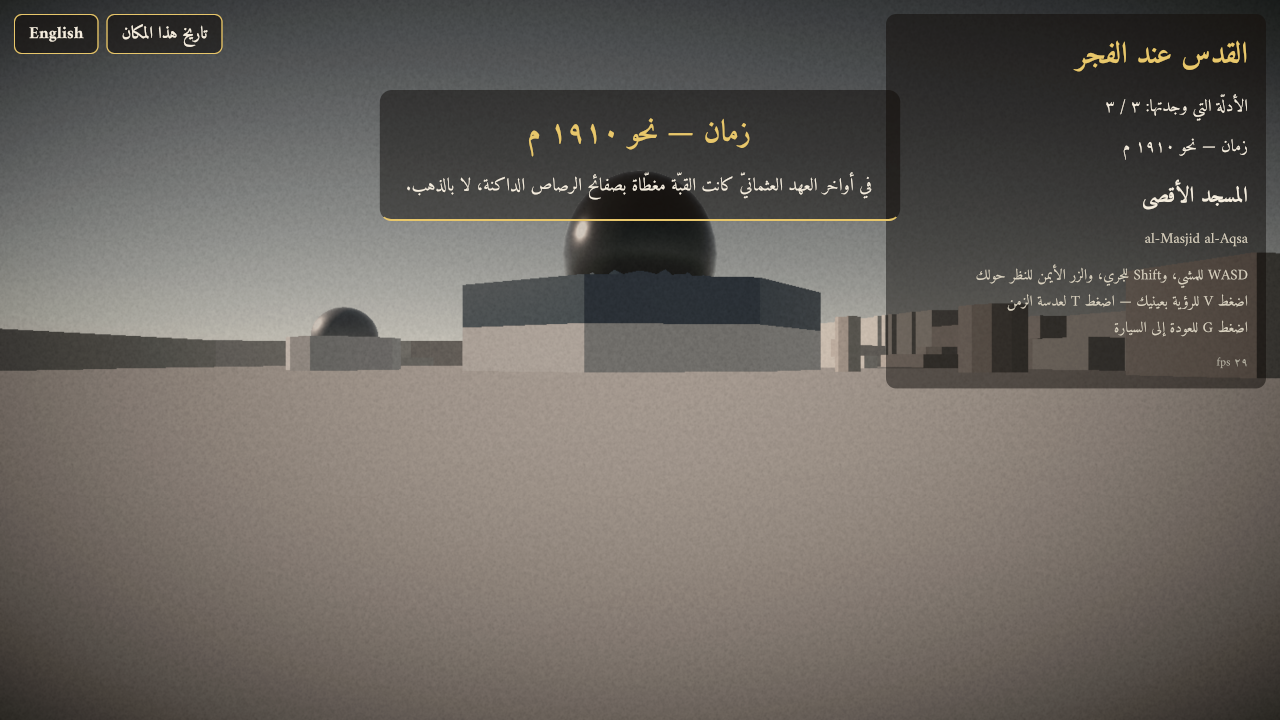 English
تاريخ هذا المكان
القدس عند الفجر
الأدلّة التي وجدتها: ٣ / ٣
زمان — نحو ١٩١٠ م
المسجد الأقصى
al-Masjid al-Aqsa
WASD للمشي، وShift للجري، والزر الأيمن للنظر حولك
اضغط V للرؤية بعينيك — اضغط T لعدسة الزمن
اضغط G للعودة إلى السيارة
٢٩ fps
زمان — نحو ١٩١٠ م
في أواخر العهد العثمانيّ كانت القبّة مغطّاة بصفائح الرصاص الداكنة، لا بالذهب.